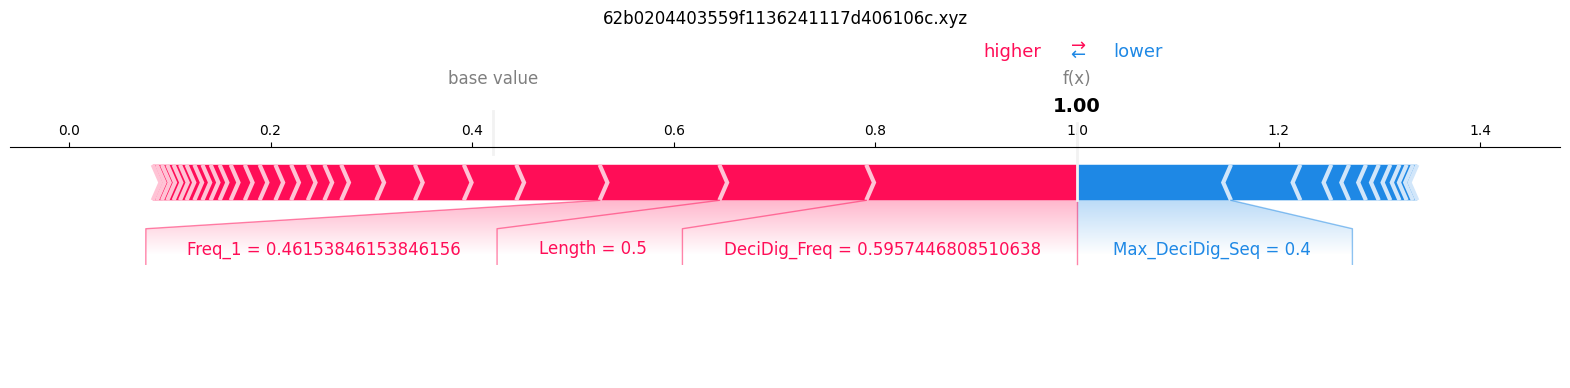 62b0204403559f1136241117d406106c.xyz
higher ⇄ lower
base value f(x)
1.00
0.0 0.2 0.4 0.6 0.8 1.0 1.2 1.4
Freq_1 = 0.46153846153846156 Length = 0.5 DeciDig_Freq = 0.5957446808510638 Max_DeciDig_Seq = 0.4